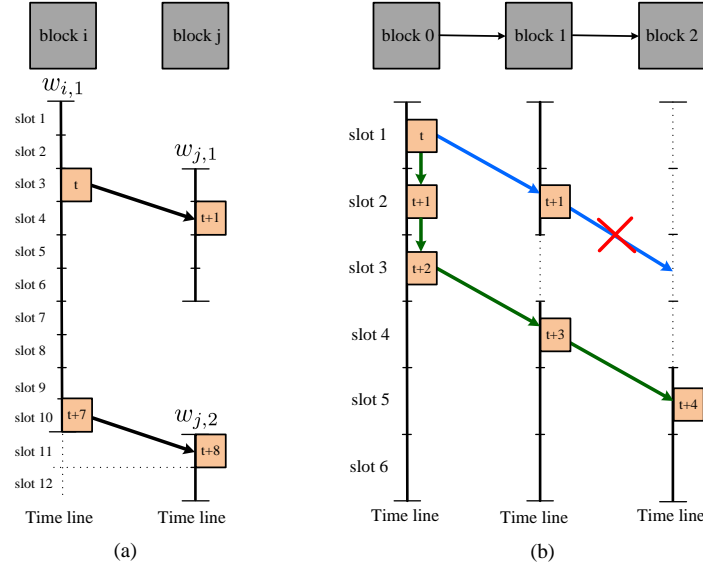 block i
block j
w_{i,1}
w_{j,1}
slot 1
slot 2
slot 3
slot 4
slot 5
slot 6
slot 7
slot 8
slot 9
slot 10
slot 11
slot 12
t
t+1
t+7
w_{j,2}
t+8
Time line
Time line
(a)
block 0
block 1
block 2
slot 1
slot 2
slot 3
slot 4
slot 5
slot 6
t
t+1
t+1
t+2
t+3
t+4
Time line
Time line
Time line
(b)